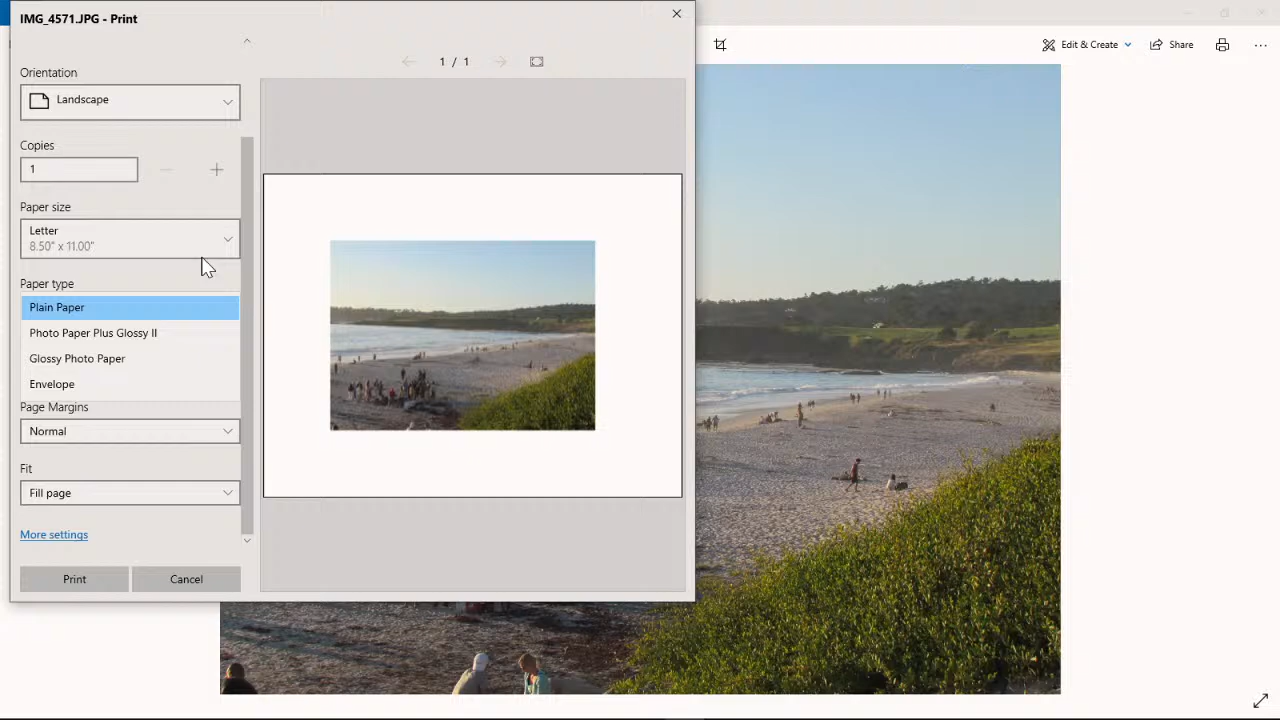 IMG_4571.JPG - Print
Edit & Create
Share
1 / 1
Orientation
Landscape
Copies
1
Paper size
Letter
8.50" x 11.00"
Paper type
Plain Paper
Photo Paper Plus Glossy II
Glossy Photo Paper
Envelope
Page Margins
Normal
Fit
Fill page
More settings
Print
Cancel